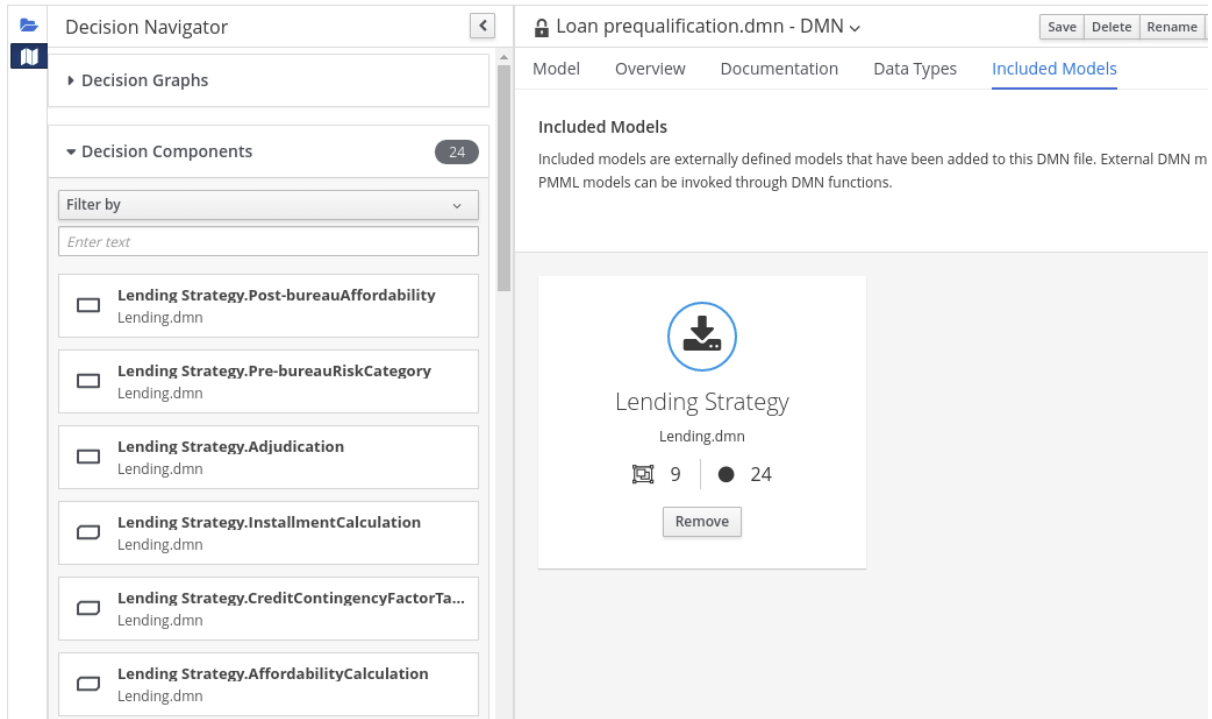 Decision Navigator
Decision Graphs
Decision Components
24
Filter by
Enter text
Lending Strategy.Post-bureauAffordability
Lending.dmn
Lending Strategy.Pre-bureauRiskCategory
Lending.dmn
Lending Strategy.Adjudication
Lending.dmn
Lending Strategy.InstallmentCalculation
Lending.dmn
Lending Strategy.CreditContingencyFactorTa...
Lending.dmn
Lending Strategy.AffordabilityCalculation
Lending.dmn
Loan prequalification.dmn - DMN
Save Delete Rename
Model Overview Documentation Data Types Included Models
Included Models
Included models are externally defined models that have been added to this DMN file. External DMN m
PMML models can be invoked through DMN functions.
Lending Strategy
Lending.dmn
9 24
Remove